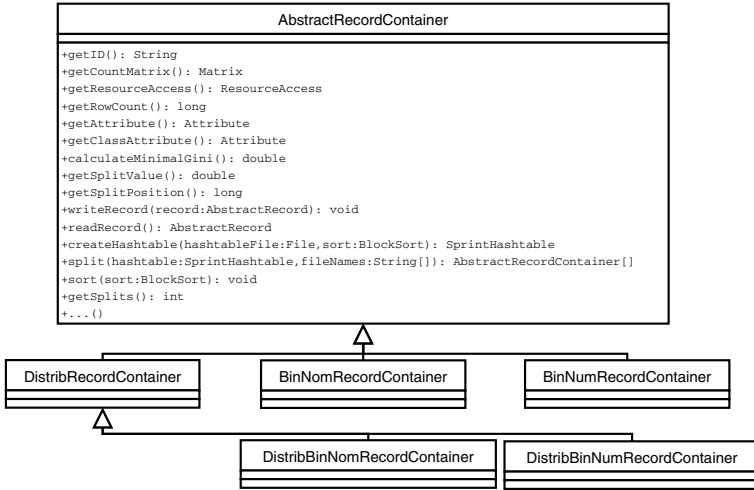 AbstractRecordContainer
+getID(): String
+getCountMatrix(): Matrix
+getResourceAccess(): ResourceAccess
+getRowCount(): long
+getAttribute(): Attribute
+getClassAttribute(): Attribute
+calculateMinimalGini(): double
+getSplitValue(): double
+getSplitPosition(): long
+writeRecord(record:AbstractRecord): void
+readRecord(): AbstractRecord
+createHashtable(hashtableFile:File,sort:BlockSort): SprintHashtable
+split(hashtable:SprintHashtable,fileNames:String[]): AbstractRecordContainer[]
+sort(sort:BlockSort): void
+getSplits(): int
+...()
DistribRecordContainer
BinNomRecordContainer
BinNumRecordContainer
DistribBinNomRecordContainer
DistribBinNumRecordContainer